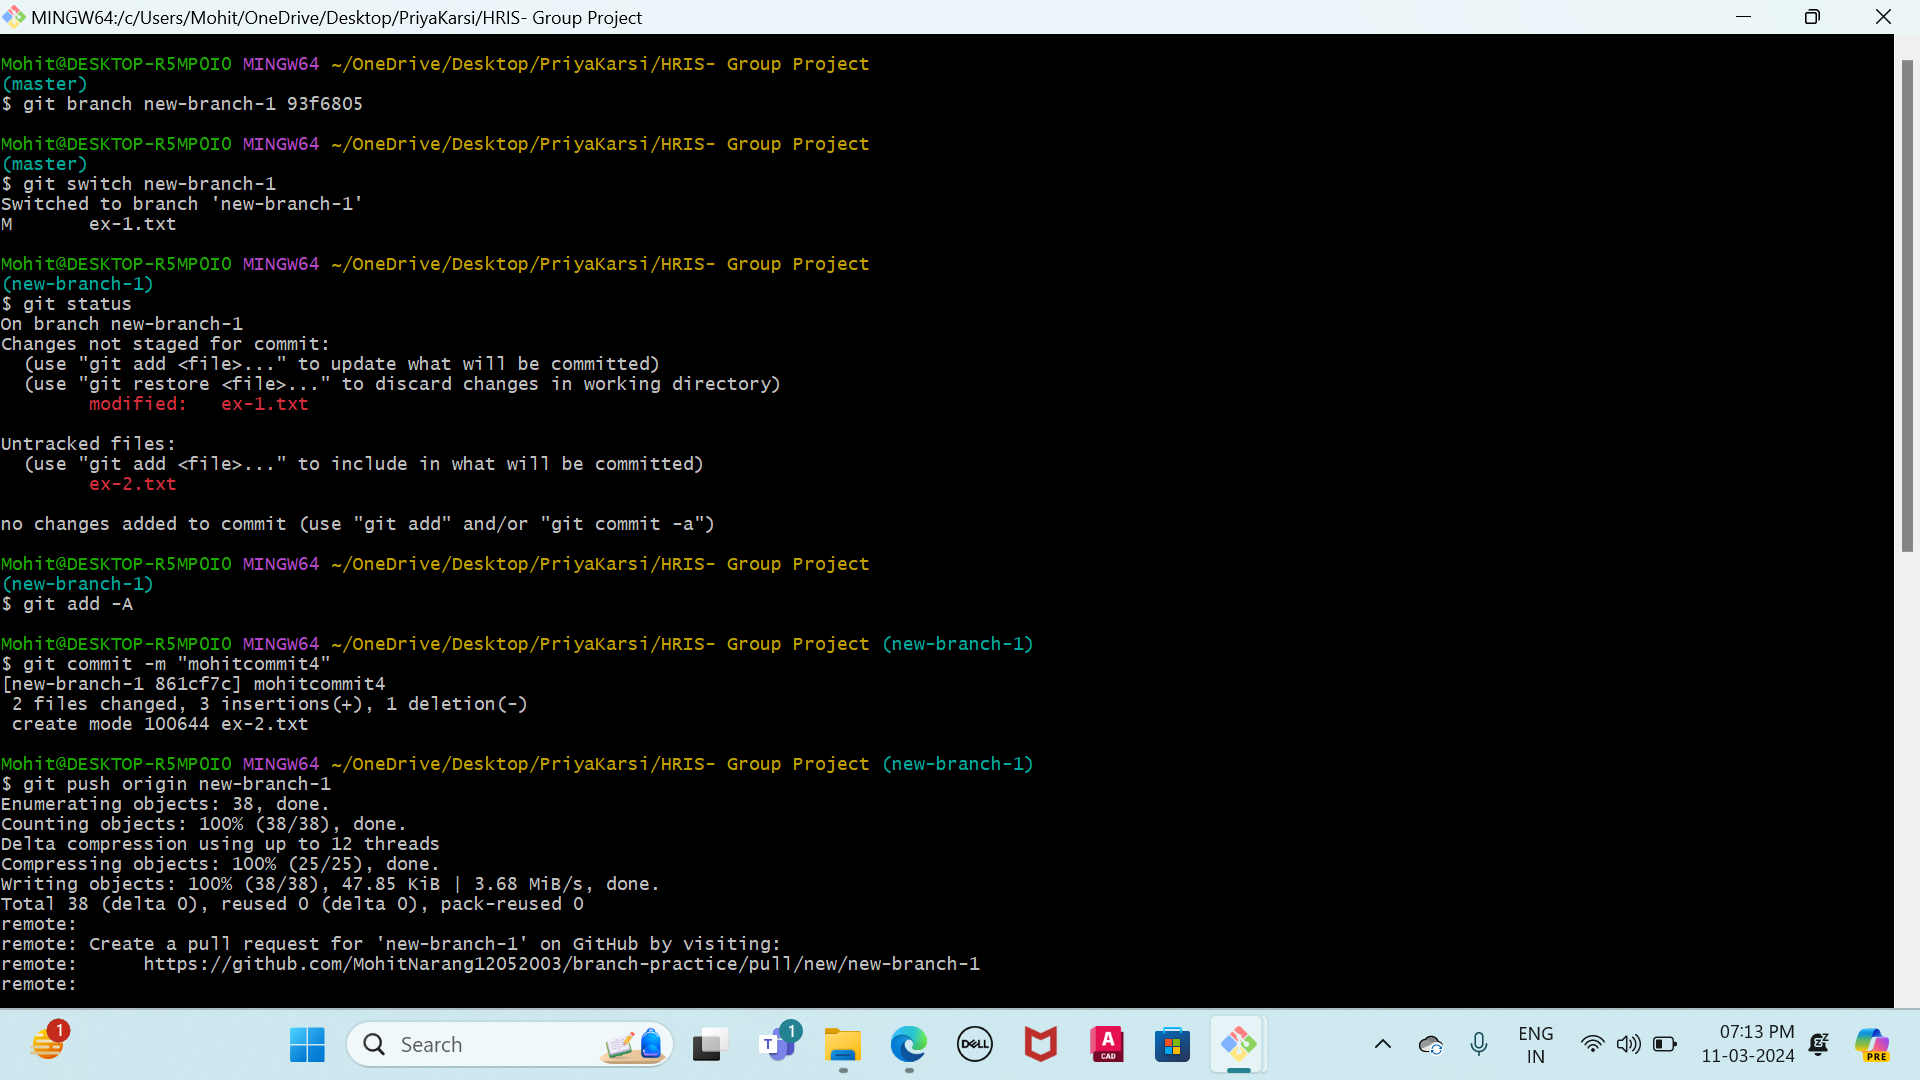 MINGW64:/c/Users/Mohit/OneDrive/Desktop/PriyaKarsi/HRIS- Group Project
Mohit@DESKTOP-R5MP0IO MINGW64 ~/OneDrive/Desktop/PriyaKarsi/HRIS- Group Project
(master)
$ git branch new-branch-1 93f6805
Mohit@DESKTOP-R5MP0IO MINGW64 ~/OneDrive/Desktop/PriyaKarsi/HRIS- Group Project
(master)
$ git switch new-branch-1
Switched to branch 'new-branch-1'
M       ex-1.txt
Mohit@DESKTOP-R5MP0IO MINGW64 ~/OneDrive/Desktop/PriyaKarsi/HRIS- Group Project
(new-branch-1)
$ git status
On branch new-branch-1
Changes not staged for commit:
  (use "git add <file>..." to update what will be committed)
  (use "git restore <file>..." to discard changes in working directory)
        modified:   ex-1.txt
Untracked files:
  (use "git add <file>..." to include in what will be committed)
        ex-2.txt
no changes added to commit (use "git add" and/or "git commit -a")
Mohit@DESKTOP-R5MP0IO MINGW64 ~/OneDrive/Desktop/PriyaKarsi/HRIS- Group Project
(new-branch-1)
$ git add -A
Mohit@DESKTOP-R5MP0IO MINGW64 ~/OneDrive/Desktop/PriyaKarsi/HRIS- Group Project (new-branch-1)
$ git commit -m "mohitcommit4"
[new-branch-1 861cf7c] mohitcommit4
 2 files changed, 3 insertions(+), 1 deletion(-)
 create mode 100644 ex-2.txt
Mohit@DESKTOP-R5MP0IO MINGW64 ~/OneDrive/Desktop/PriyaKarsi/HRIS- Group Project (new-branch-1)
$ git push origin new-branch-1
Enumerating objects: 38, done.
Counting objects: 100% (38/38), done.
Delta compression using up to 12 threads
Compressing objects: 100% (25/25), done.
Writing objects: 100% (38/38), 47.85 KiB | 3.68 MiB/s, done.
Total 38 (delta 0), reused 0 (delta 0), pack-reused 0
remote:
remote: Create a pull request for 'new-branch-1' on GitHub by visiting:
remote:      https://github.com/MohitNarang12052003/branch-practice/pull/new/new-branch-1
remote:
1
Search
T
1
DELL
A
CAD
ENG
IN
07:13 PM
11-03-2024
PRE